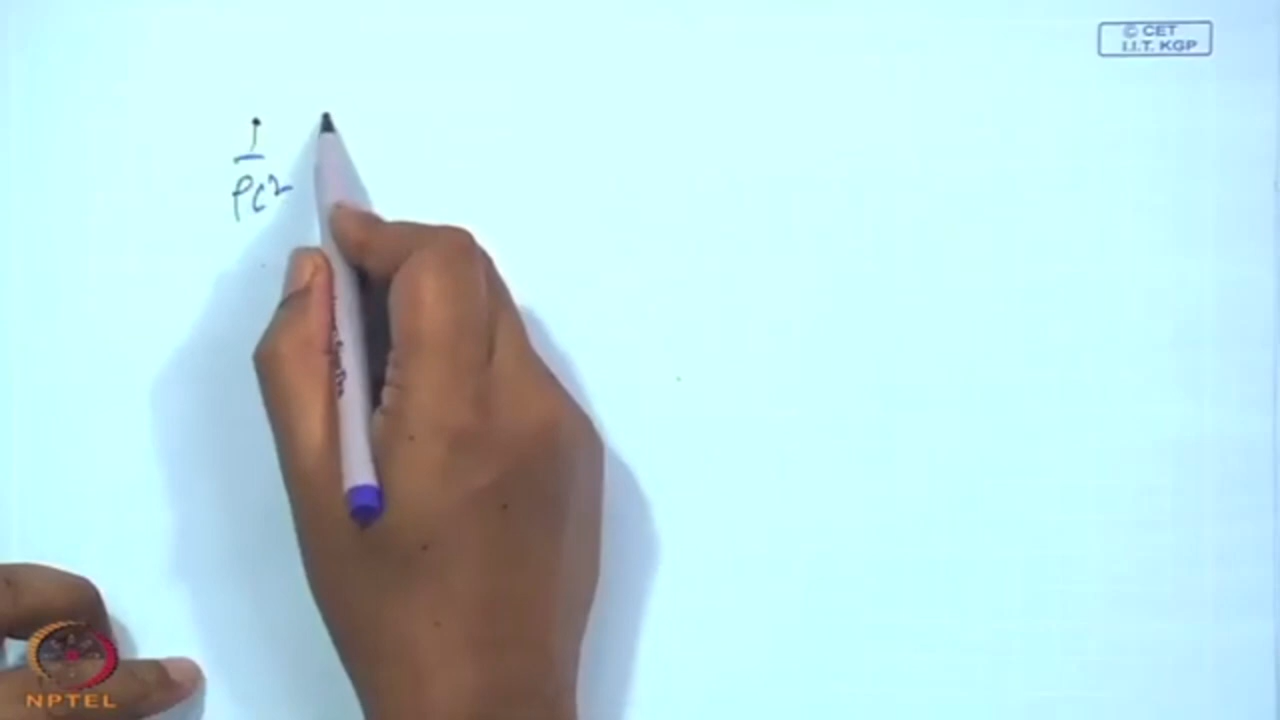 © CET
I.I.T. KGP
1
ρc²
NPTEL